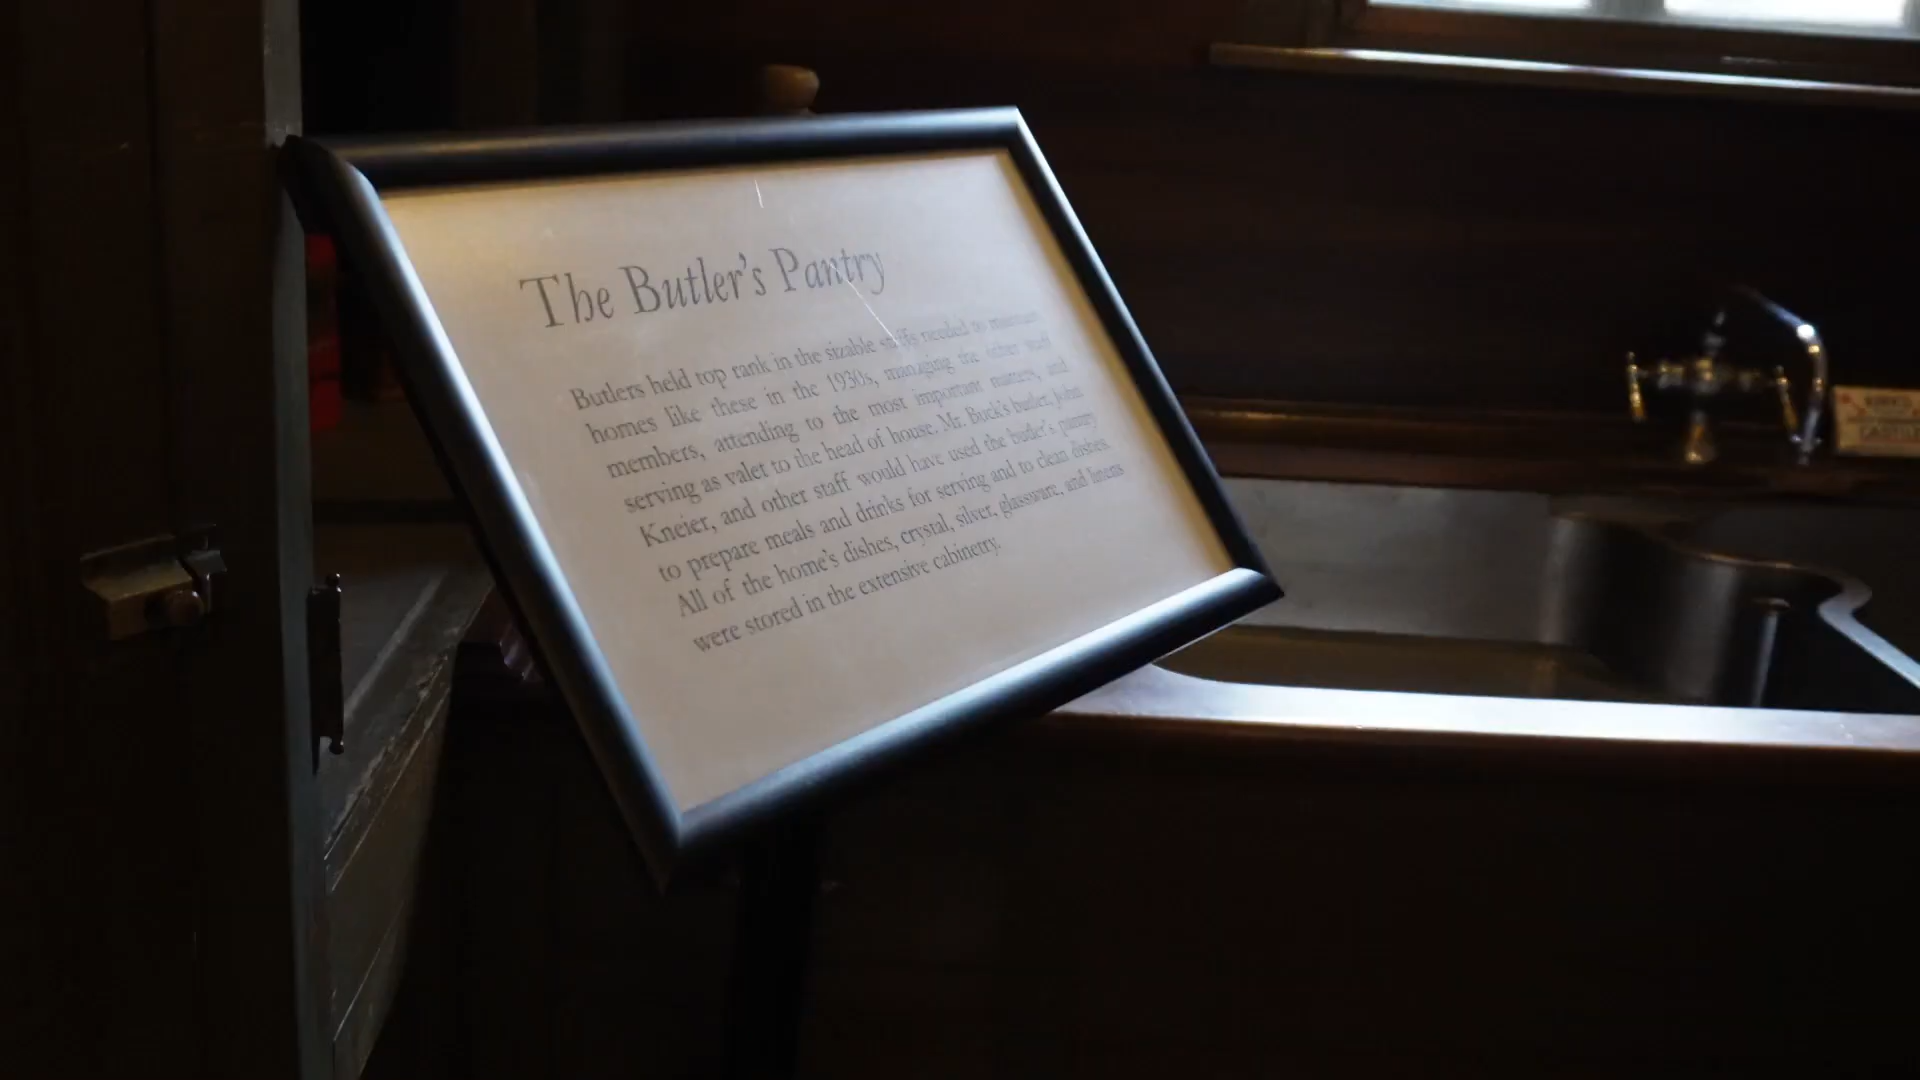 The Butler's Pantry
Butlers held top rank in the sizable staffs needed to maintain
homes like these in the 1930s, managing the other staff
members, attending to the most important matters, and
serving as valet to the head of house. Mr. Buck's butler, John
Kneier, and other staff would have used the butler's pantry
to prepare meals and drinks for serving and to clean dishes.
All of the home's dishes, crystal, silver, glassware, and linens
were stored in the extensive cabinetry.